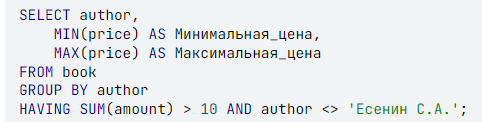 SELECT author,
    MIN(price) AS Минимальная_цена,
    MAX(price) AS Максимальная_цена
FROM book
GROUP BY author
HAVING SUM(amount) > 10 AND author <> 'Есенин С.А.';